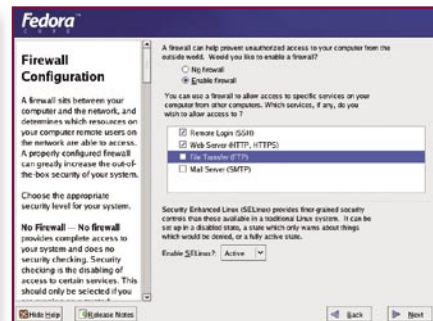 Fedora
CORE
Firewall
Configuration
A firewall sits between your
computer and the network, and
determines which resources on
your computer remote users on
the network are able to access.
A properly configured firewall
can greatly increase the out-of-
the-box security of your system.
Choose the appropriate
security level for your system.
No Firewall — No firewall
provides complete access to
your system and does no
security checking. Security
checking is the disabling of
access to certain services. This
should only be selected if you
Hide Help
Release Notes
A firewall can help prevent unauthorized access to your computer from the
outside world. Would you like to enable a firewall?
No firewall
Enable firewall
You can use a firewall to allow access to specific services on your
computer from other computers. Which services, if any, do you
wish to allow access to ?
Remote Login (SSH)
Web Server (HTTP, HTTPS)
File Transfer (FTP)
Mail Server (SMTP)
Security Enhanced Linux (SELinux) provides finer-grained security
controls than those available in a traditional Linux system. It can be
set up in a disabled state, a state which only warns about things
which would be denied, or a fully active state.
Enable SELinux?: Active
Back
Next